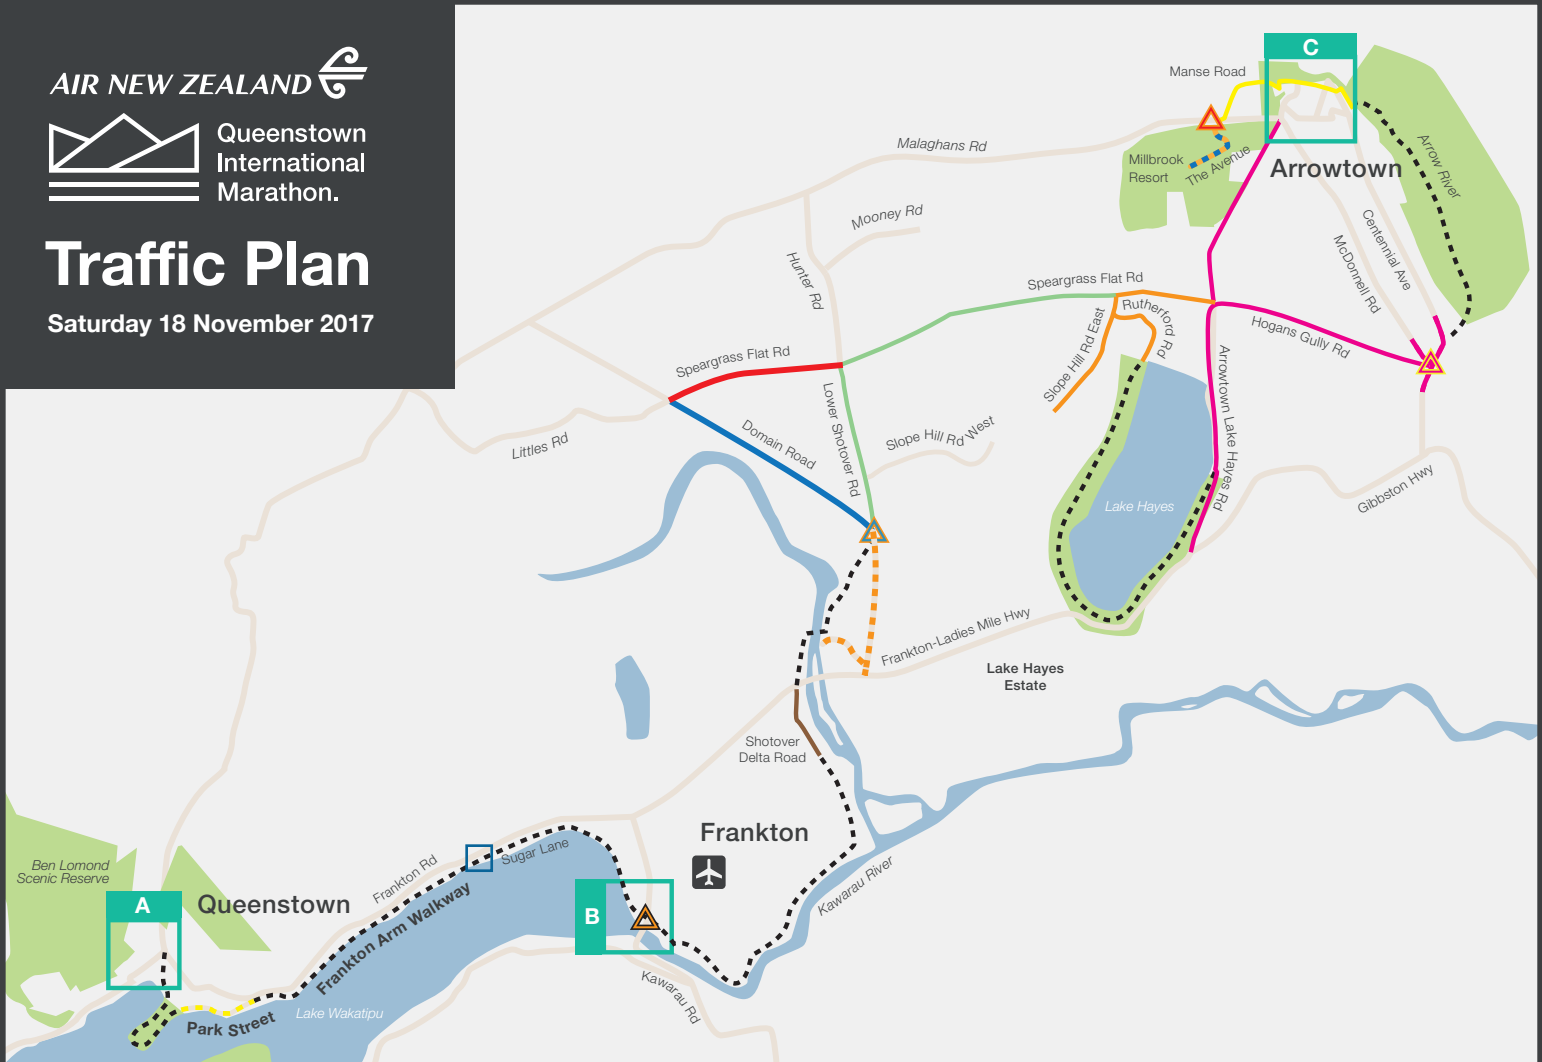 AIR NEW ZEALAND
Queenstown
International
Marathon.
Traffic Plan
Saturday 18 November 2017
C
Manse Road
Malaghans Rd
Millbrook
Resort
The Avenue
Arrowtown
Arrow River
Mooney Rd
Hunter Rd
Centennial Ave
McDonnell Rd
Speargrass Flat Rd
Rutherford Rd
Slope Hill Rd East
Hogans Gully Rd
Speargrass Flat Rd
Arrowtown Lake Hayes Rd
Lower Shotover Rd
Domain Road
Littles Rd
Slope Hill Rd West
Gibbston Hwy
Lake Hayes
Frankton-Ladies Mile Hwy
Lake Hayes
Estate
Shotover
Delta Road
Frankton
Sugar Lane
Frankton Rd
Kawarau River
Ben Lomond
Scenic Reserve
A
Queenstown
B
Frankton Arm Walkway
Kawarau Rd
Lake Wakatipu
Park Street